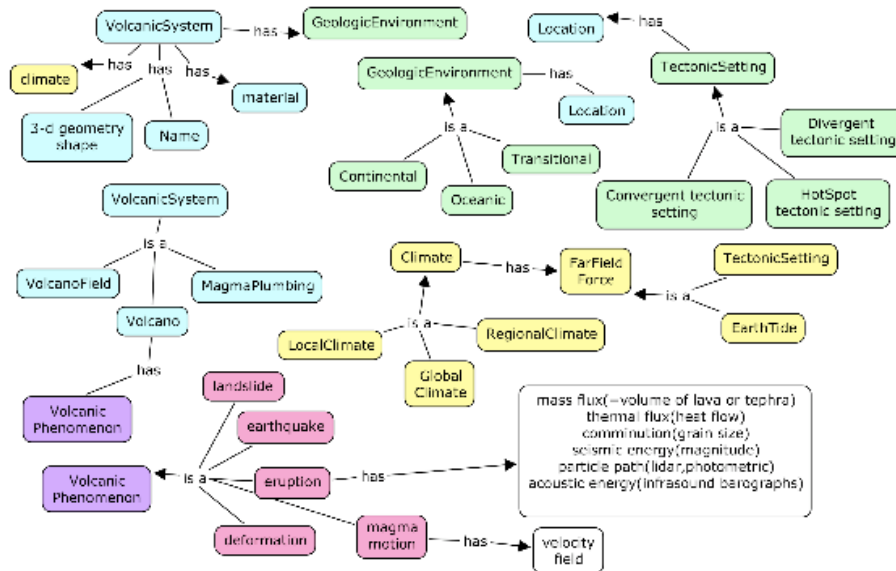 VolcanicSystem
has
GeologicEnvironment
climate
has
has
has
material
3-d geometry
shape
Name
Location
has
TectonicSetting
GeologicEnvironment
has
Location
is a
Continental
Oceanic
Transitional
is a
Divergent
tectonic setting
Convergent tectonic
setting
HotSpot
tectonic setting
VolcanicSystem
is a
VolcanoField
MagmaPlumbing
Volcano
has
Volcanic
Phenomenon
Climate
has
FarField
Force
is a
TectonicSetting
EarthTide
is a
LocalClimate
RegionalClimate
Global
Climate
Volcanic
Phenomenon
is a
landslide
earthquake
eruption
deformation
magma
motion
has
mass flux(~volume of lava or tephra)
thermal flux(heat flow)
comminution(grain size)
seismic energy(magnitude)
particle path(lidar,photometric)
acoustic energy(infrasound barographs)
has
velocity
field